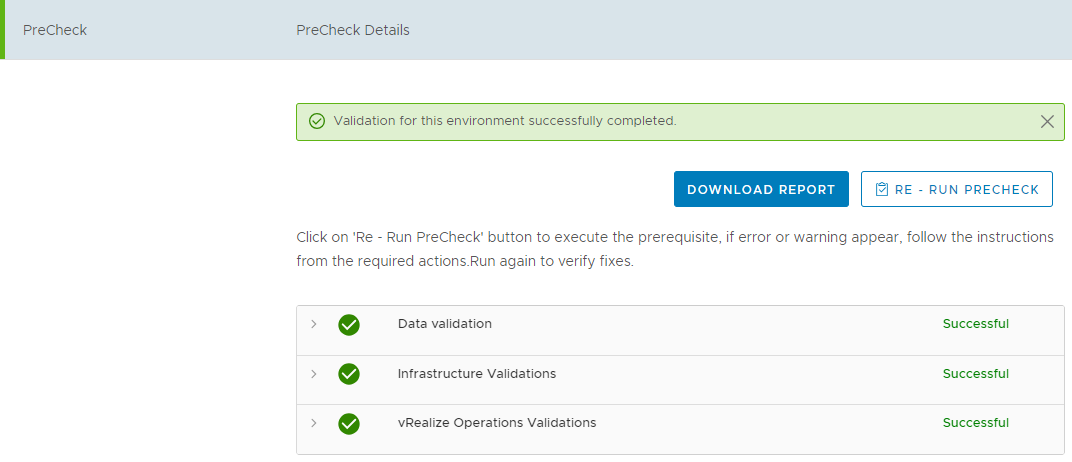 PreCheck
PreCheck Details
Validation for this environment successfully completed.
DOWNLOAD REPORT
RE - RUN PRECHECK
Click on 'Re - Run PreCheck' button to execute the prerequisite, if error or warning appear, follow the instructions
from the required actions.Run again to verify fixes.
Data validation Successful
Infrastructure Validations Successful
vRealize Operations Validations Successful